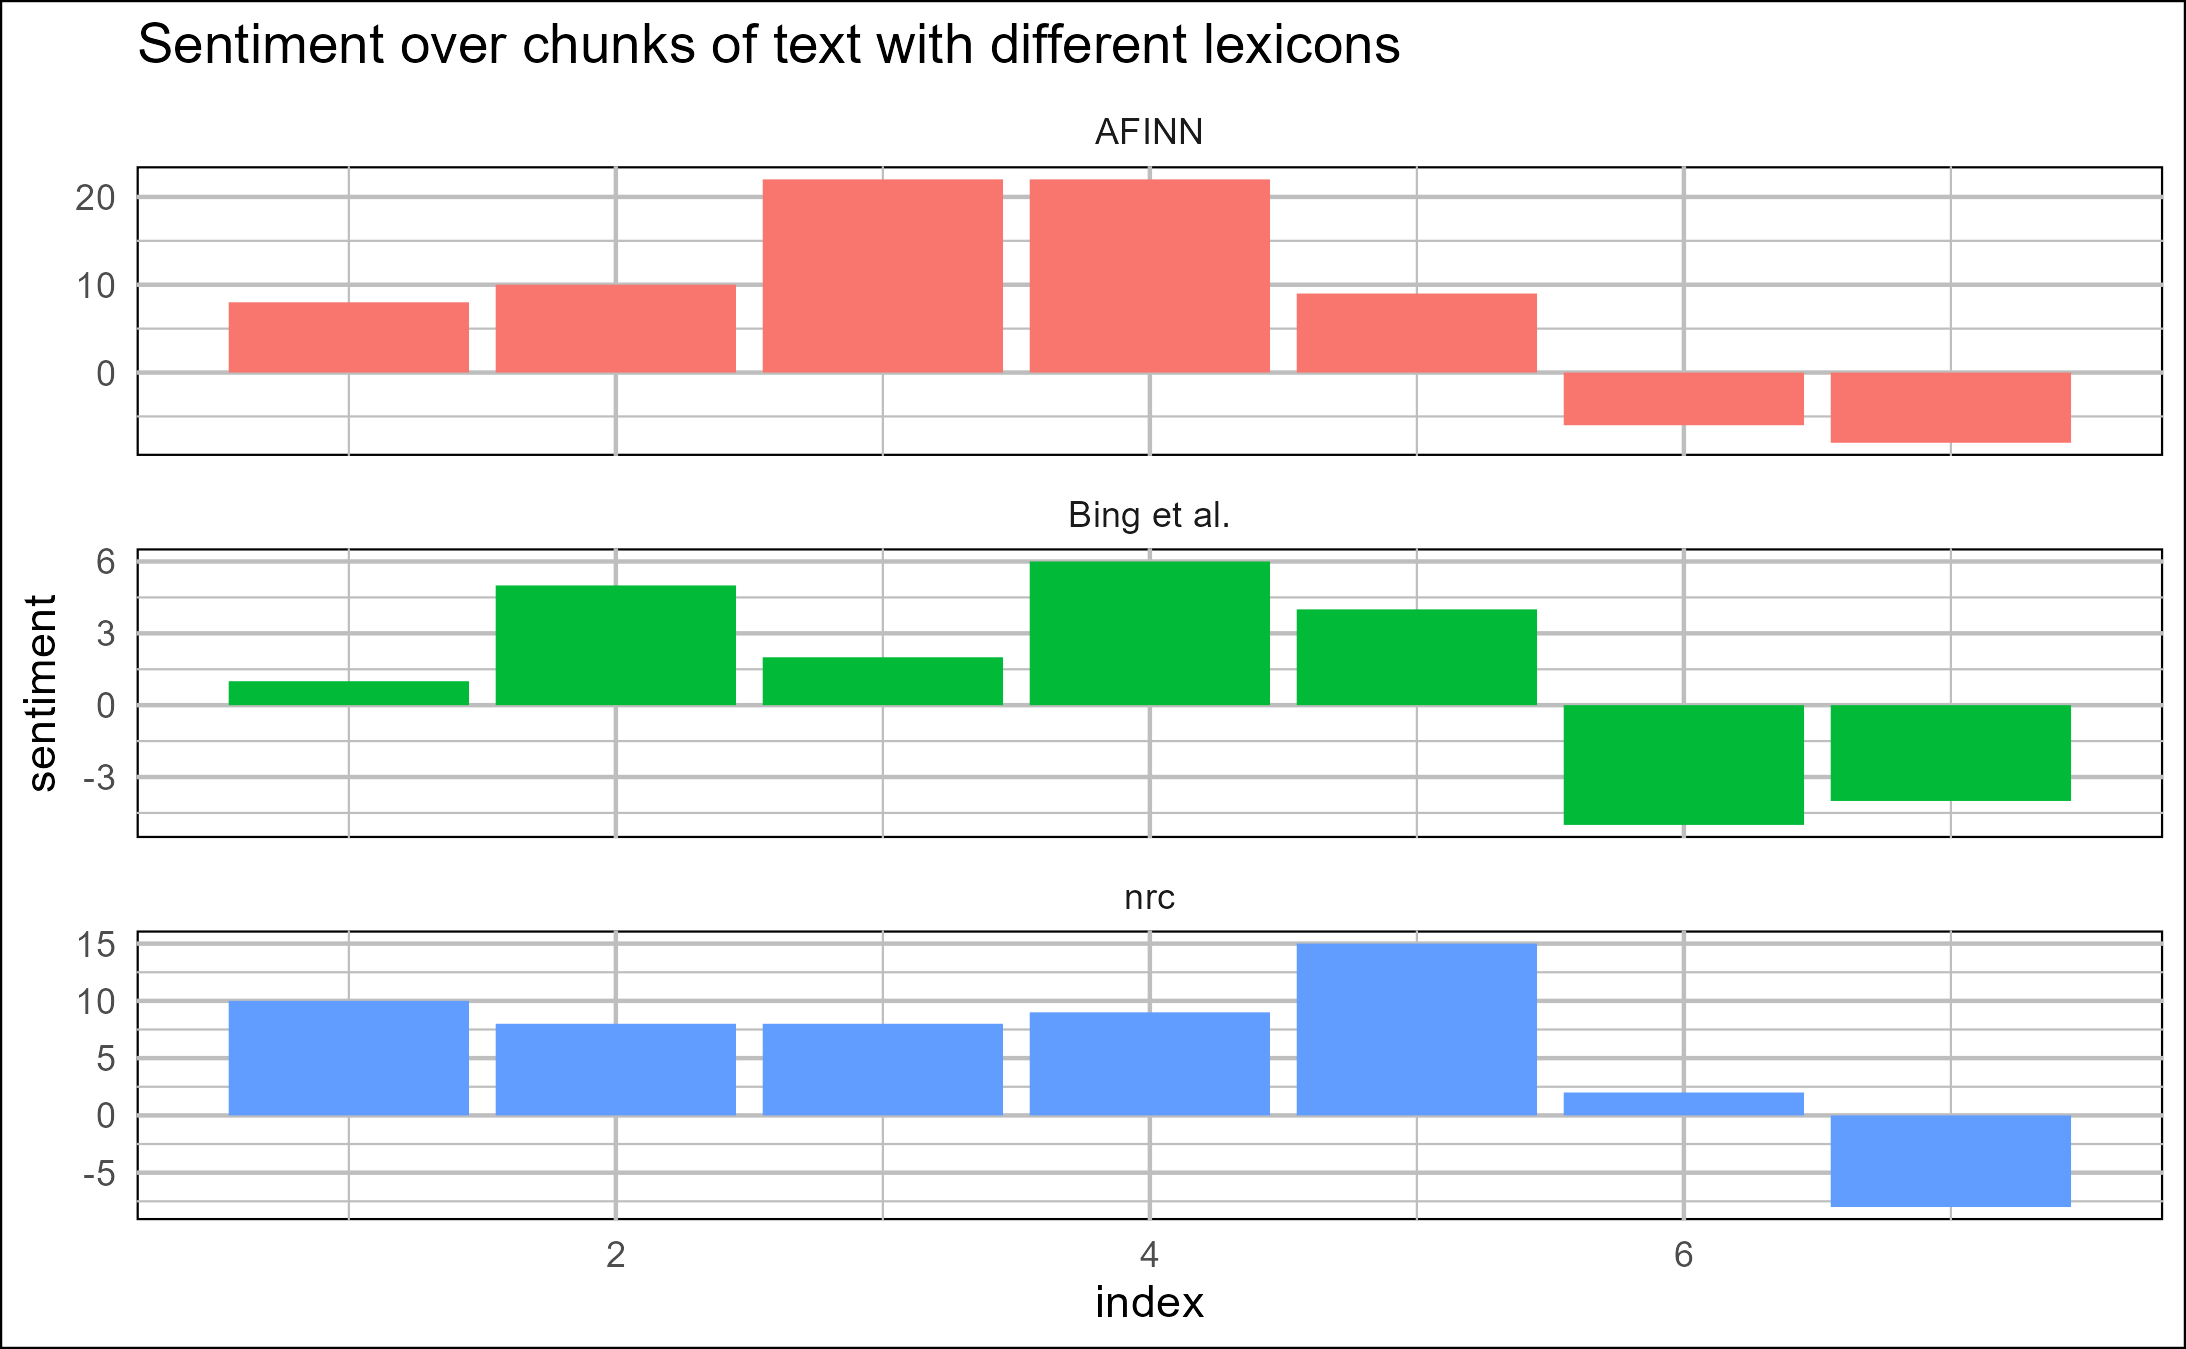 Sentiment over chunks of text with different lexicons
AFINN
20
10
0
Bing et al.
6
3
0
-3
sentiment
nrc
15
10
5
0
-5
2 4 6
index